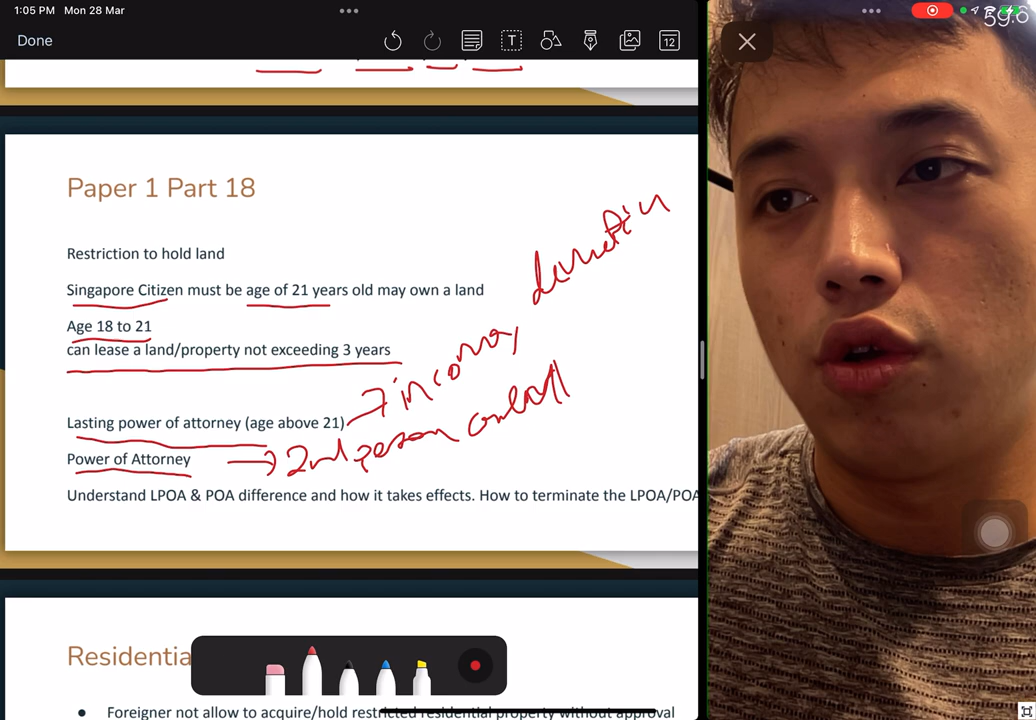 1:05 PM Mon 28 Mar
Done
12
59.6
Paper 1 Part 18
Restriction to hold land
Singapore Citizen must be age of 21 years old may own a land
Age 18 to 21
can lease a land/property not exceeding 3 years
Lasting power of attorney (age above 21)
Power of Attorney
2nd person
Understand LPOA & POA difference and how it takes effects. How to terminate the LPOA/POA
Residentia
Foreigner not allow to acquire/hold restricted residential property without approval